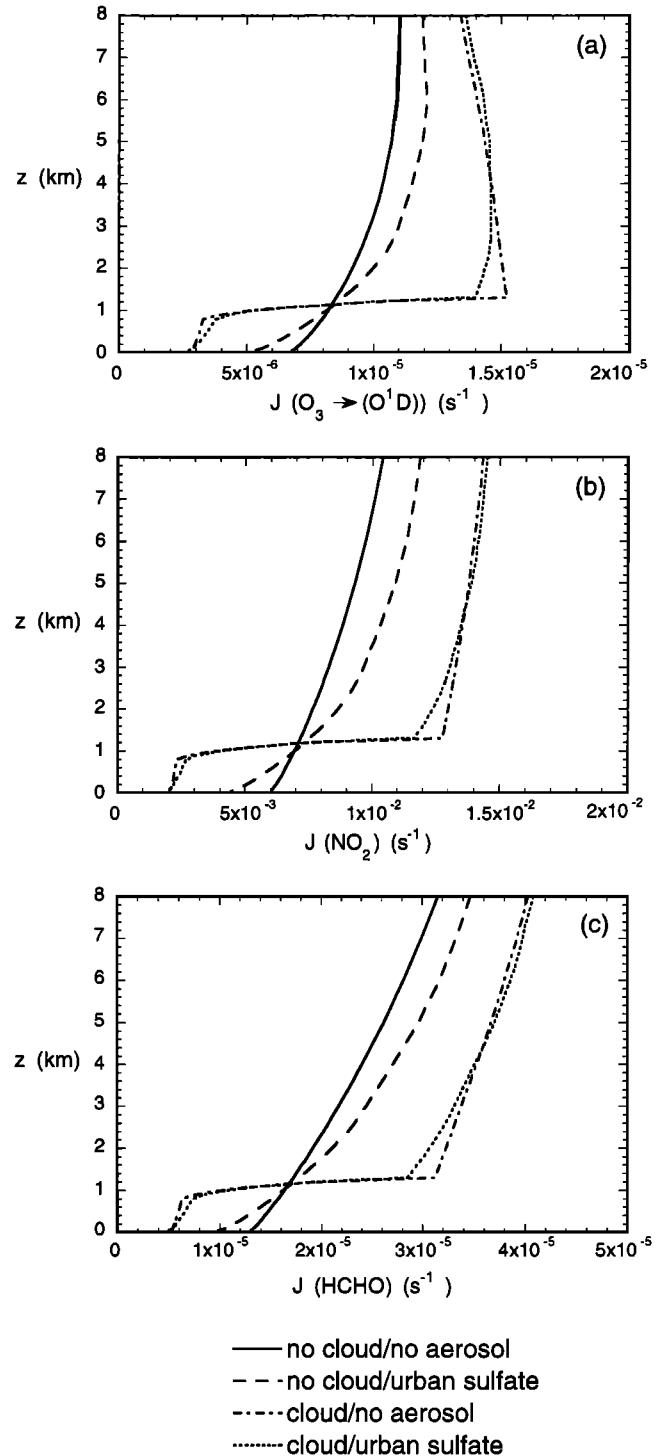 8
7
6
5
4
3
2
1
0
z (km)
(a)
0 5x10⁻⁶ 1x10⁻⁵ 1.5x10⁻⁵ 2x10⁻⁵
J (O₃ → (O¹D)) (s⁻¹)
8
7
6
5
4
3
2
1
0
z (km)
(b)
0 5x10⁻³ 1x10⁻² 1.5x10⁻² 2x10⁻²
J (NO₂) (s⁻¹)
8
7
6
5
4
3
2
1
0
z (km)
(c)
0 1x10⁻⁵ 2x10⁻⁵ 3x10⁻⁵ 4x10⁻⁵ 5x10⁻⁵
J (HCHO) (s⁻¹)
no cloud/no aerosol
no cloud/urban sulfate
cloud/no aerosol
cloud/urban sulfate